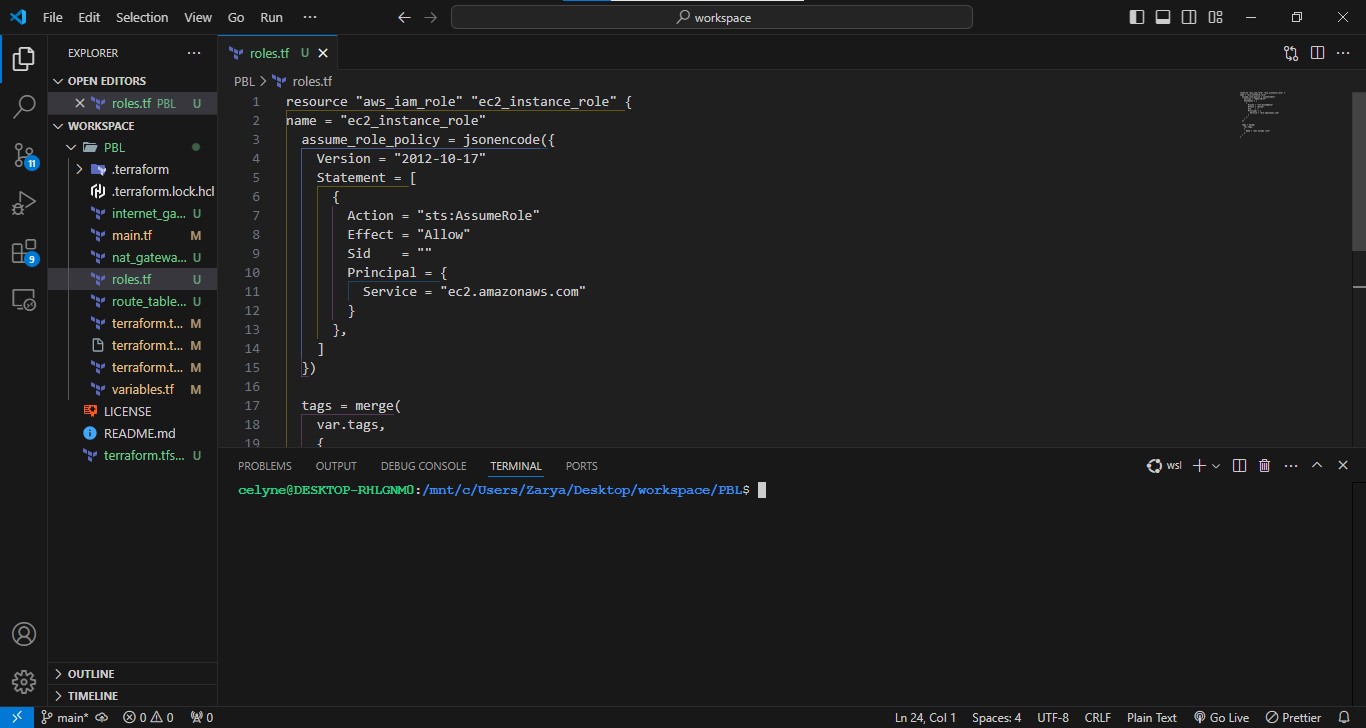 File Edit Selection View Go Run ··· workspace
EXPLORER ···
OPEN EDITORS
roles.tf PBL U
WORKSPACE
PBL
.terraform
.terraform.lock.hcl
internet_ga... U
main.tf M
nat_gatewa... U
roles.tf U
route_table... U
terraform.t... M
terraform.t... M
terraform.t... M
variables.tf M
LICENSE
README.md
terraform.tfs... U
OUTLINE
TIMELINE
11
9
roles.tf U
PBL > roles.tf
1 resource "aws_iam_role" "ec2_instance_role" {
2 name = "ec2_instance_role"
3 assume_role_policy = jsonencode({
4 Version = "2012-10-17"
5 Statement = [
6 {
7 Action = "sts:AssumeRole"
8 Effect = "Allow"
9 Sid    = ""
10 Principal = {
11 Service = "ec2.amazonaws.com"
12 }
13 },
14 ]
15 })
16
17 tags = merge(
18 var.tags,
19 {
PROBLEMS OUTPUT DEBUG CONSOLE TERMINAL PORTS wsl ···
celyne@DESKTOP-RHLGNM0:/mnt/c/Users/Zarya/Desktop/workspace/PBL$
main* 0 0 0 Ln 24, Col 1 Spaces: 4 UTF-8 CRLF Plain Text Go Live Prettier